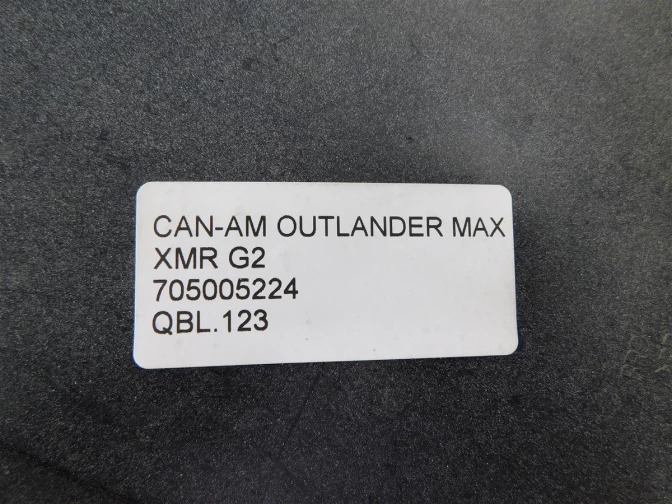 CAN-AM OUTLANDER MAX
XMR G2
705005224
QBL.123